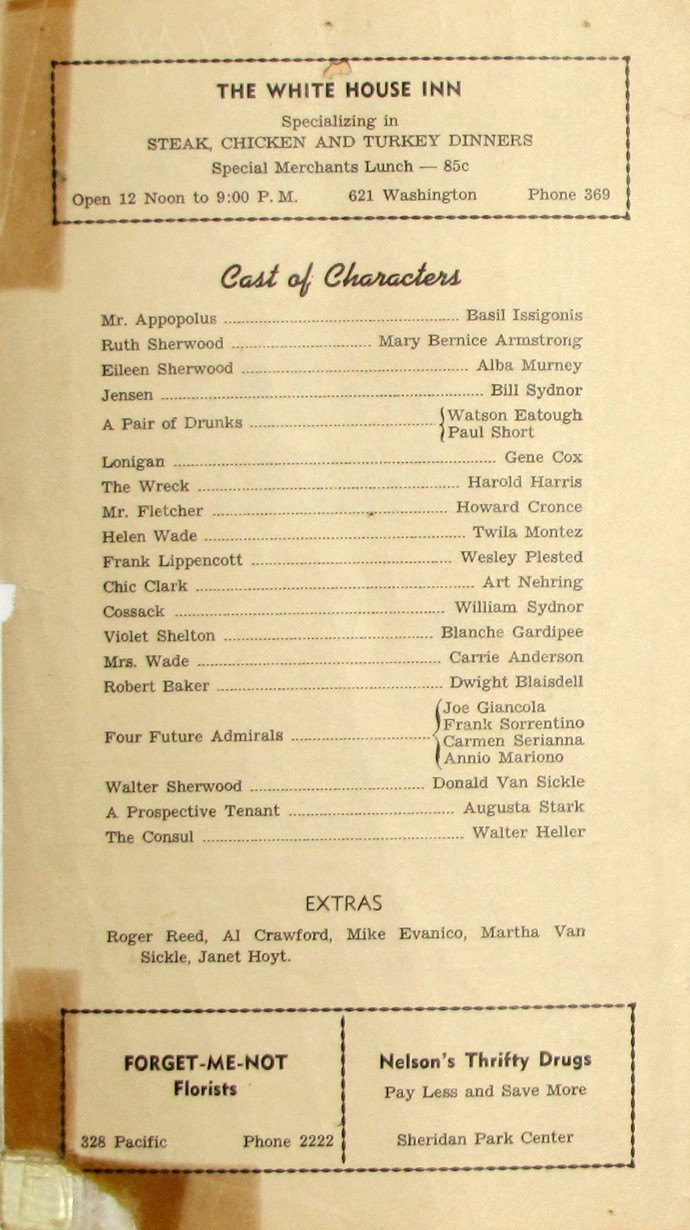 THE WHITE HOUSE INN
Specializing in
STEAK, CHICKEN AND TURKEY DINNERS
Special Merchants Lunch — 85c
Open 12 Noon to 9:00 P. M. 621 Washington Phone 369
Cast of Characters
Mr. Appopolus ........ Basil Issigonis
Ruth Sherwood ........ Mary Bernice Armstrong
Eileen Sherwood ........ Alba Murney
Jensen ........ Bill Sydnor
A Pair of Drunks ........ {Watson Eatough
Paul Short
Lonigan ........ Gene Cox
The Wreck ........ Harold Harris
Mr. Fletcher ........ Howard Cronce
Helen Wade ........ Twila Montez
Frank Lippencott ........ Wesley Plested
Chic Clark ........ Art Nehring
Cossack ........ William Sydnor
Violet Shelton ........ Blanche Gardipee
Mrs. Wade ........ Carrie Anderson
Robert Baker ........ Dwight Blaisdell
Four Future Admirals ........ {Joe Giancola
Frank Sorrentino
Carmen Serianna
Annio Mariono
Walter Sherwood ........ Donald Van Sickle
A Prospective Tenant ........ Augusta Stark
The Consul ........ Walter Heller
EXTRAS
Roger Reed, Al Crawford, Mike Evanico, Martha Van
Sickle, Janet Hoyt.
FORGET-ME-NOT
Florists
328 Pacific Phone 2222
Nelson's Thrifty Drugs
Pay Less and Save More
Sheridan Park Center